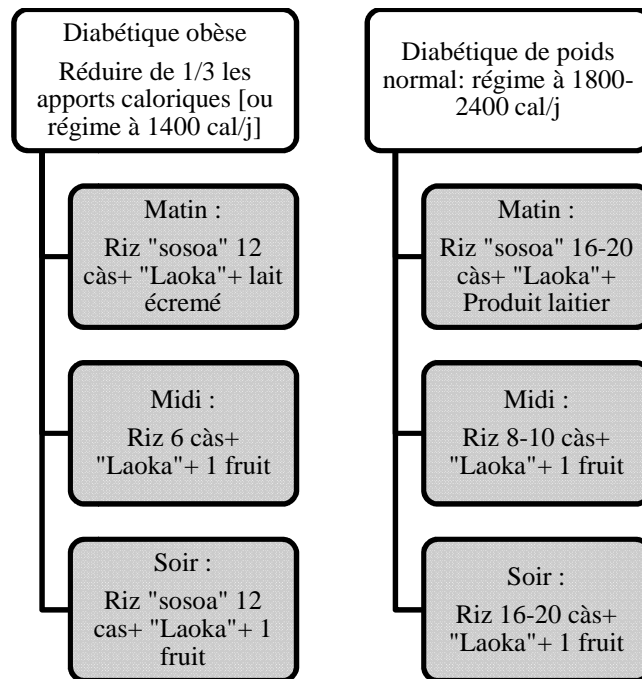 Diabétique obèse
Réduire de 1/3 les
apports caloriques [ou
régime à 1400 cal/j]
Matin :
Riz "sosoa" 12
càs+ "Laoka"+ lait
écremé
Midi :
Riz 6 càs+
"Laoka"+ 1 fruit
Soir :
Riz "sosoa" 12
cas+ "Laoka"+ 1
fruit
Diabétique de poids
normal: régime à 1800-
2400 cal/j
Matin :
Riz "sosoa" 16-20
càs+ "Laoka"+
Produit laitier
Midi :
Riz 8-10 càs+
"Laoka"+ 1 fruit
Soir :
Riz 16-20 càs+
"Laoka"+ 1 fruit